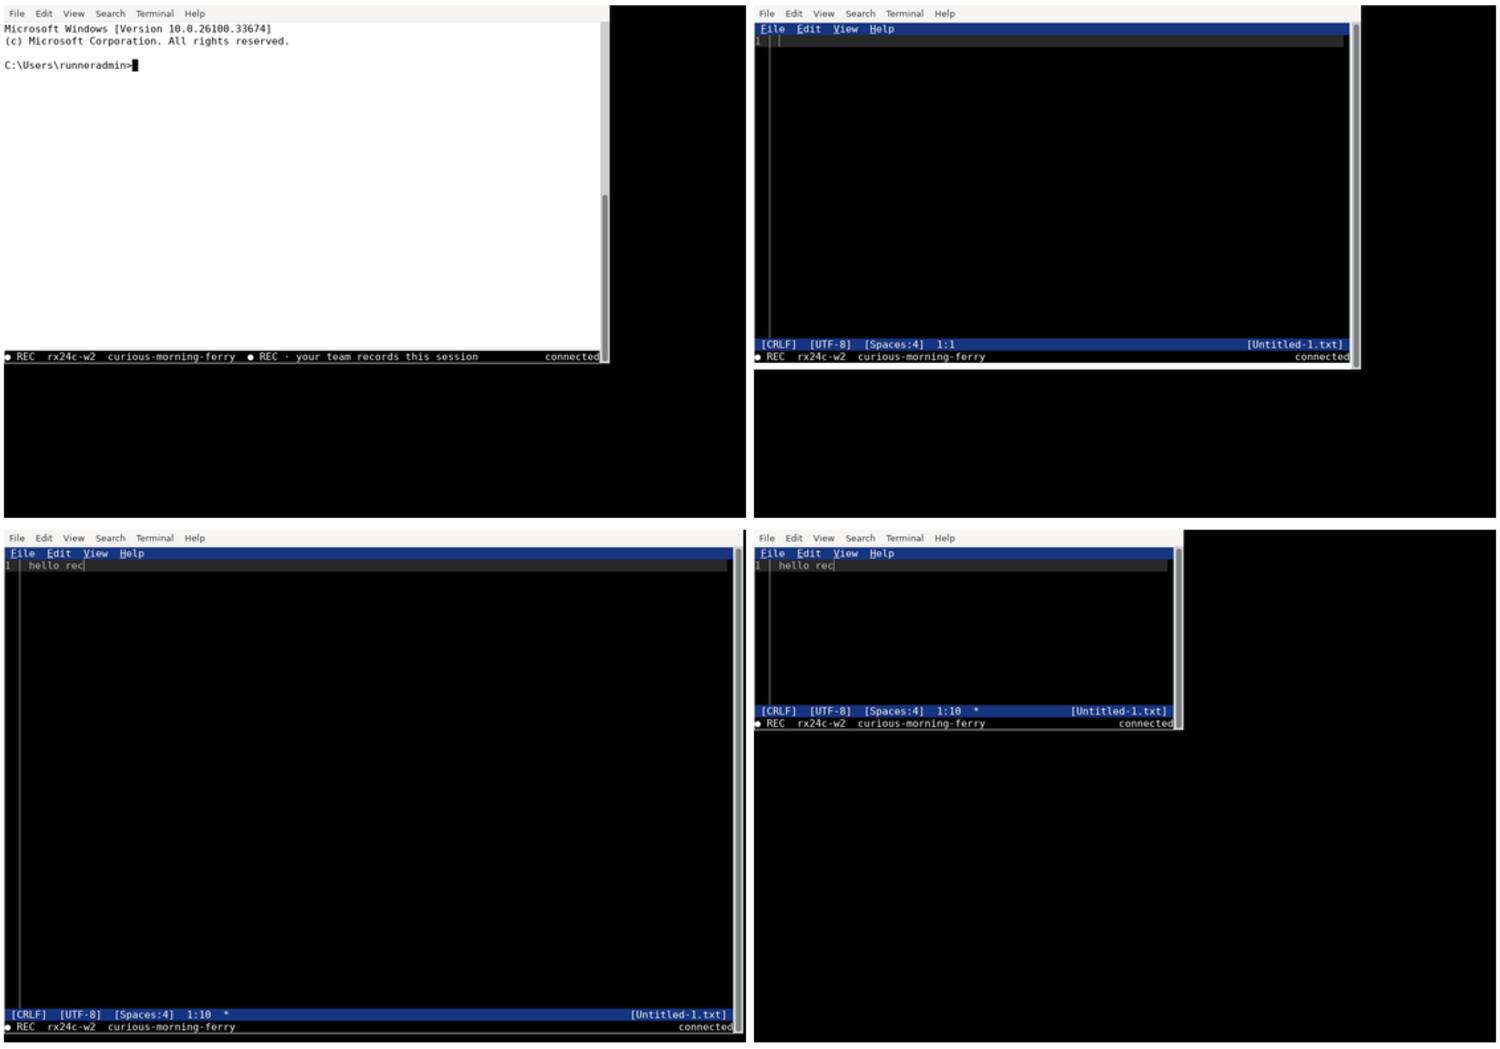 File Edit View Search Terminal Help
Microsoft Windows [Version 10.0.26100.33674]
(c) Microsoft Corporation. All rights reserved.
C:\Users\runneradmin>
● REC rx24c-w2 curious-morning-ferry ● REC · your team records this session connected
File Edit View Search Terminal Help
File Edit View Help
1
[CRLF] [UTF-8] [Spaces:4] 1:1 [Untitled-1.txt]
● REC rx24c-w2 curious-morning-ferry connected
File Edit View Search Terminal Help
File Edit View Help
1 hello rec
[CRLF] [UTF-8] [Spaces:4] 1:10 * [Untitled-1.txt]
● REC rx24c-w2 curious-morning-ferry connected
File Edit View Search Terminal Help
File Edit View Help
1 hello rec
[CRLF] [UTF-8] [Spaces:4] 1:10 * [Untitled-1.txt]
● REC rx24c-w2 curious-morning-ferry connected